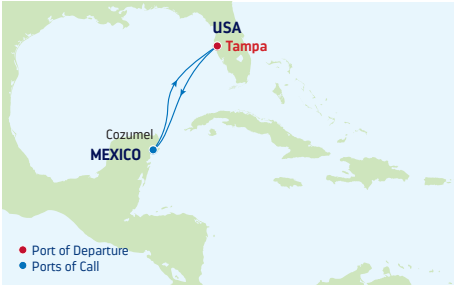 USA
Tampa
Cozumel
MEXICO
Port of Departure
Ports of Call